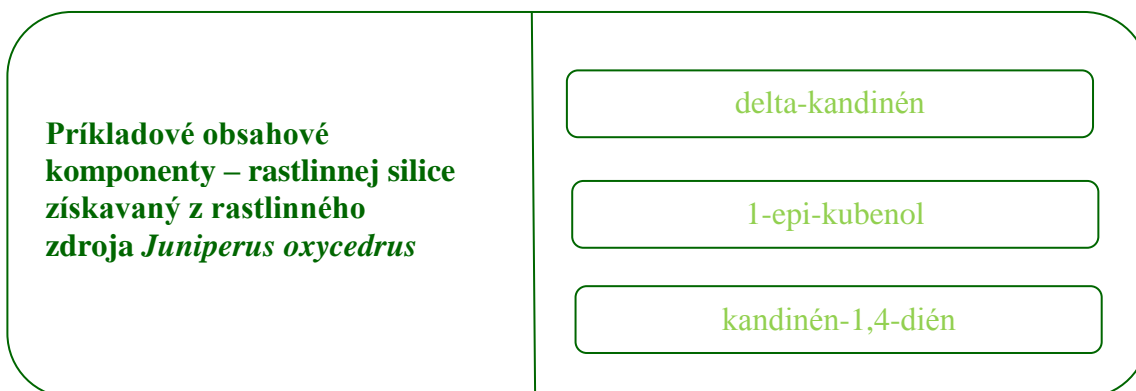 Príkladové obsahové
komponenty – rastlinnej silice
získavaný z rastlinného
zdroja Juniperus oxycedrus
delta-kandinén
1-epi-kubenol
kandinén-1,4-dién